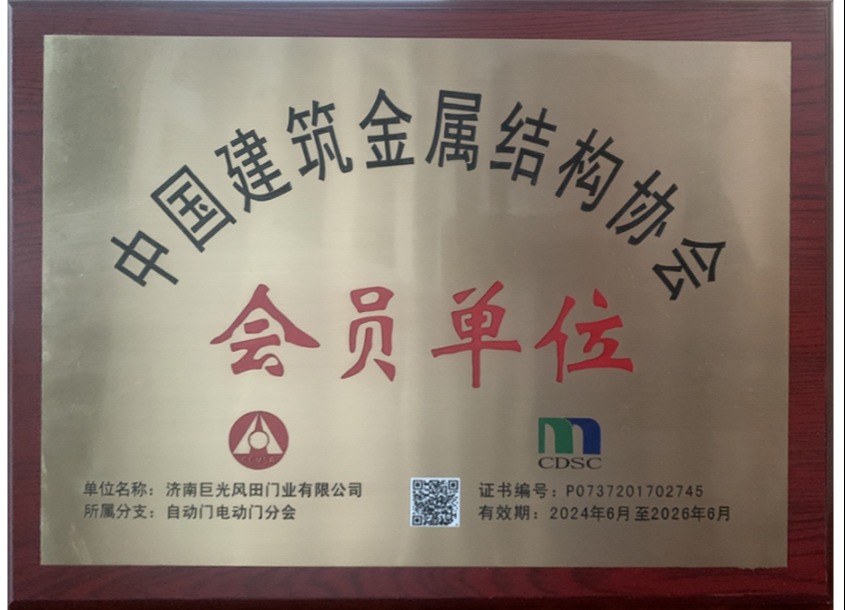 中国建筑金属结构协会
会员单位
CCMSA
CDSC
单位名称：济南巨光风田门业有限公司
所属分支：自动门电动门分会
证书编号：P0737201702745
有效期：2024年6月至2026年6月